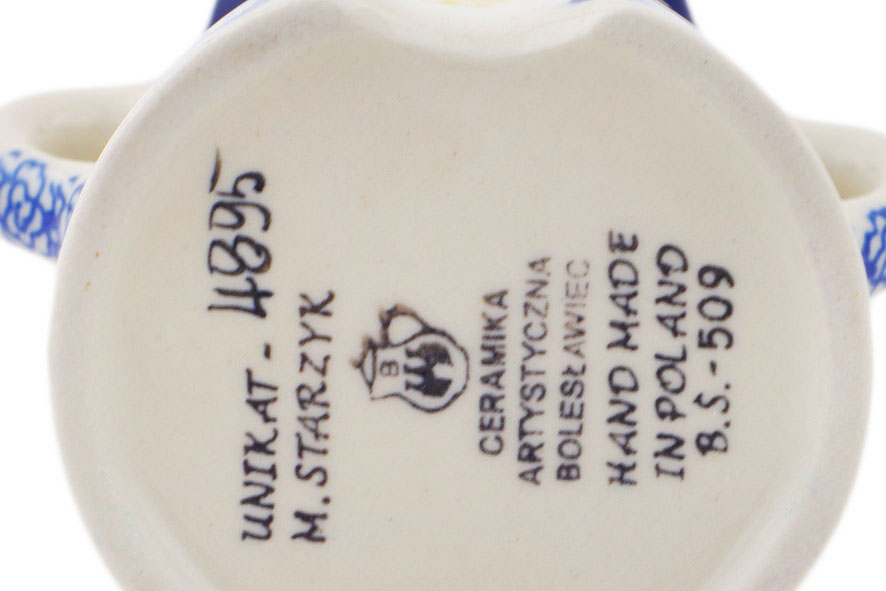 UNIKAT - 4895
M. STARZYK
B
CERAMIKA
ARTYSTYCZNA
BOLESŁAWIEC
HAND MADE
IN POLAND
B.S.-509